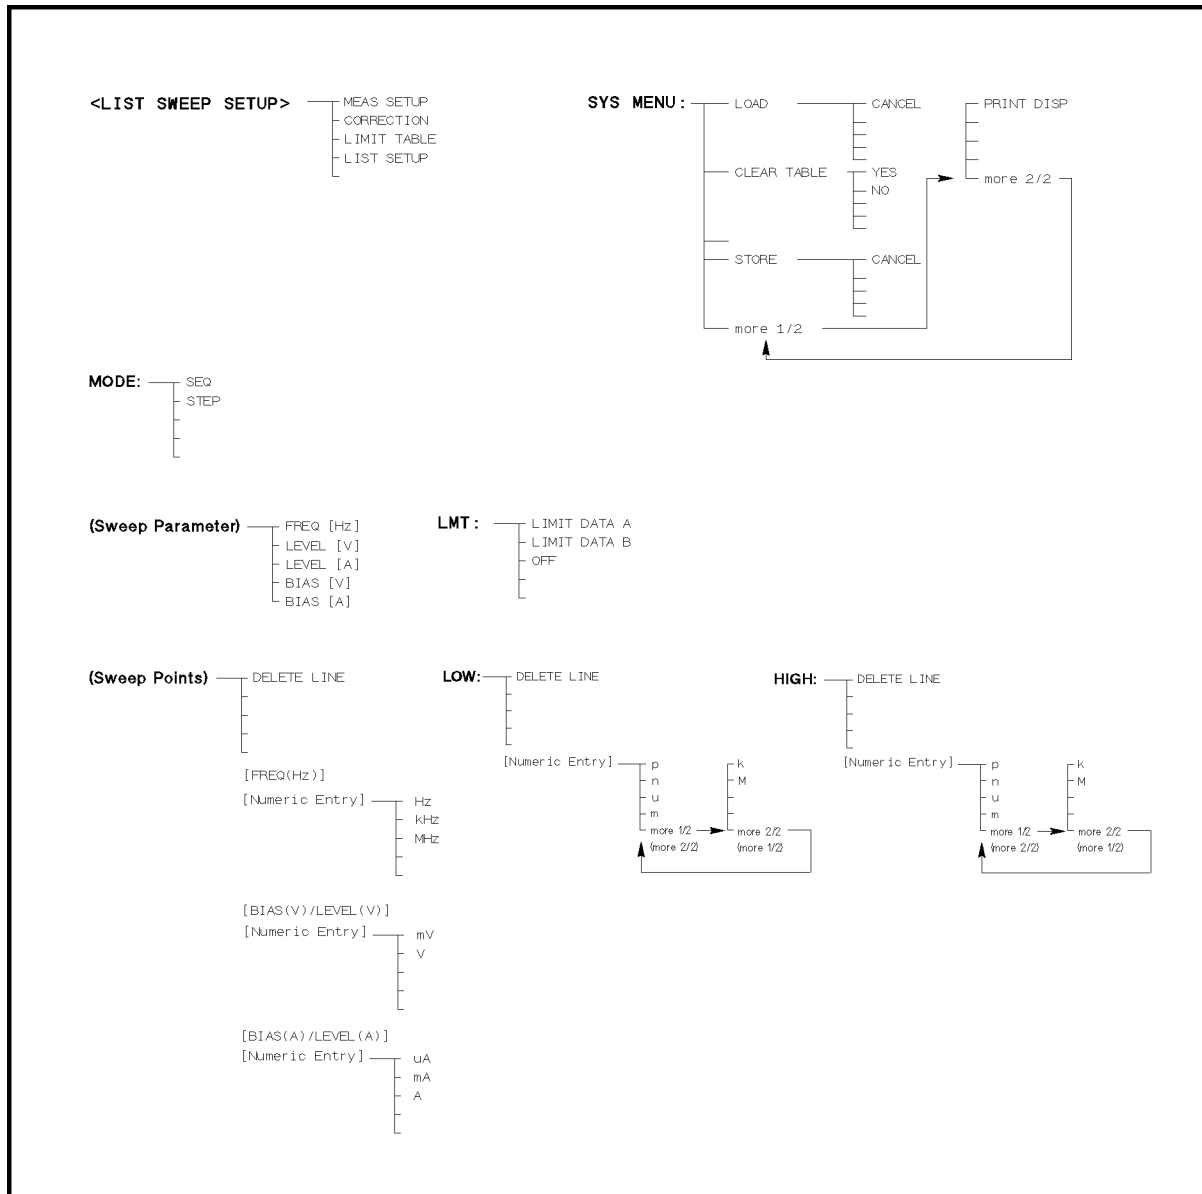 <LIST SWEEP SETUP>
MEAS SETUP
CORRECTION
LIMIT TABLE
LIST SETUP
SYS MENU:
LOAD
CANCEL
CLEAR TABLE
YES
NO
STORE
CANCEL
more 1/2
PRINT DISP
more 2/2
MODE:
SEQ
STEP
(Sweep Parameter)
FREQ [Hz]
LEVEL [V]
LEVEL [A]
BIAS [V]
BIAS [A]
LMT:
LIMIT DATA A
LIMIT DATA B
OFF
(Sweep Points)
DELETE LINE
[FREQ(Hz)]
[Numeric Entry]
Hz
kHz
MHz
[BIAS(V)/LEVEL(V)]
[Numeric Entry]
mV
V
[BIAS(A)/LEVEL(A)]
[Numeric Entry]
uA
mA
A
LOW:
DELETE LINE
[Numeric Entry]
p
n
u
m
more 1/2
(more 2/2)
k
M
more 2/2
(more 1/2)
HIGH:
DELETE LINE
[Numeric Entry]
p
n
u
m
more 1/2
(more 2/2)
k
M
more 2/2
(more 1/2)